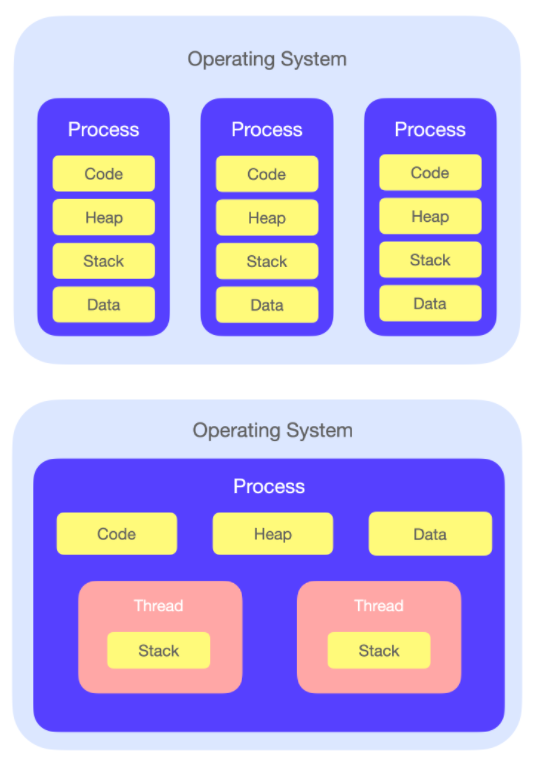 Operating System
Process Process Process
Code Code Code
Heap Heap Heap
Stack Stack Stack
Data Data Data
Operating System
Process
Code Heap Data
Thread Thread
Stack Stack